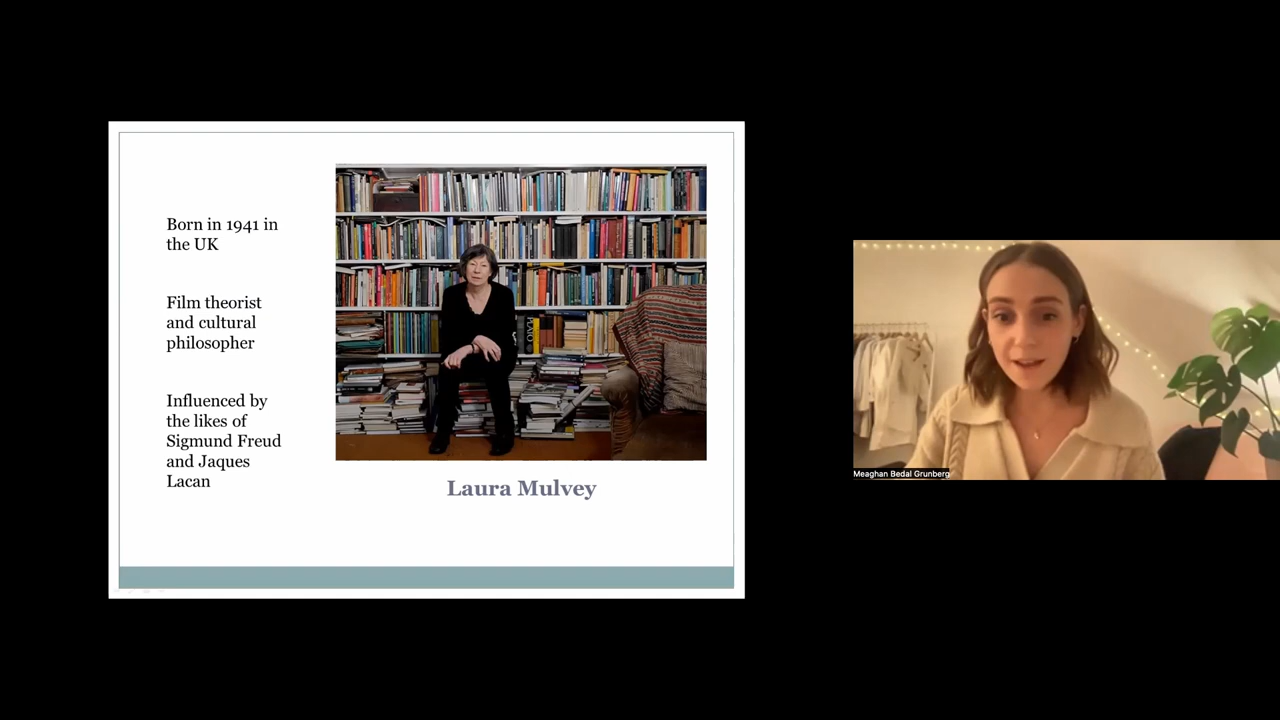 Born in 1941 in
the UK
Film theorist
and cultural
philosopher
Influenced by
the likes of
Sigmund Freud
and Jaques
Lacan
Laura Mulvey
Meaghan Bedal Grunberg